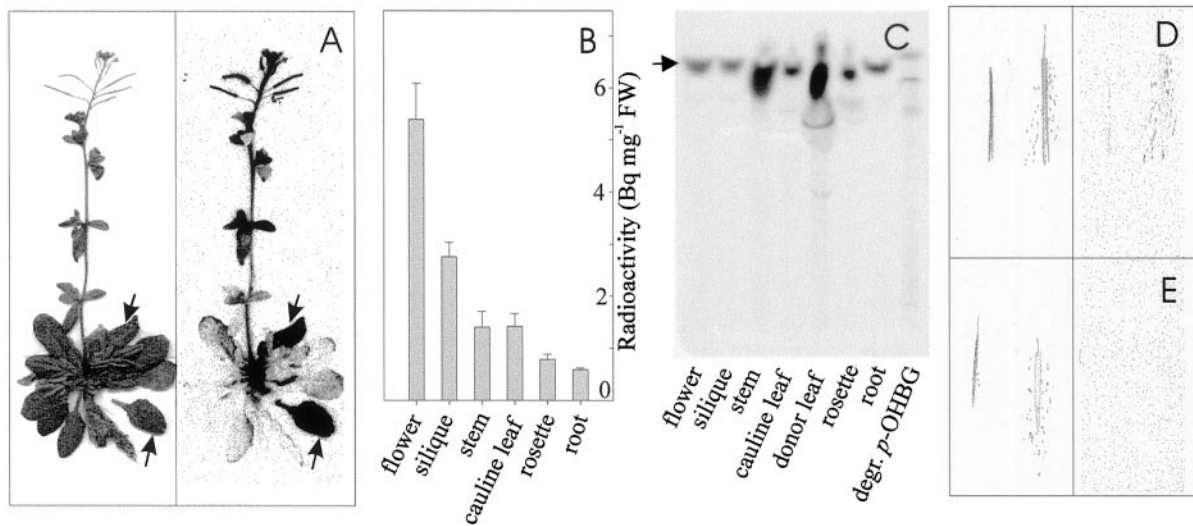 A
B
6
4
2
0
Radioactivity (Bq mg⁻¹ FW)
flower
silique
stem
cauline leaf
rosette
root
C
flower
silique
stem
cauline leaf
donor leaf
rosette
root
degr. p-OHBG
D
E